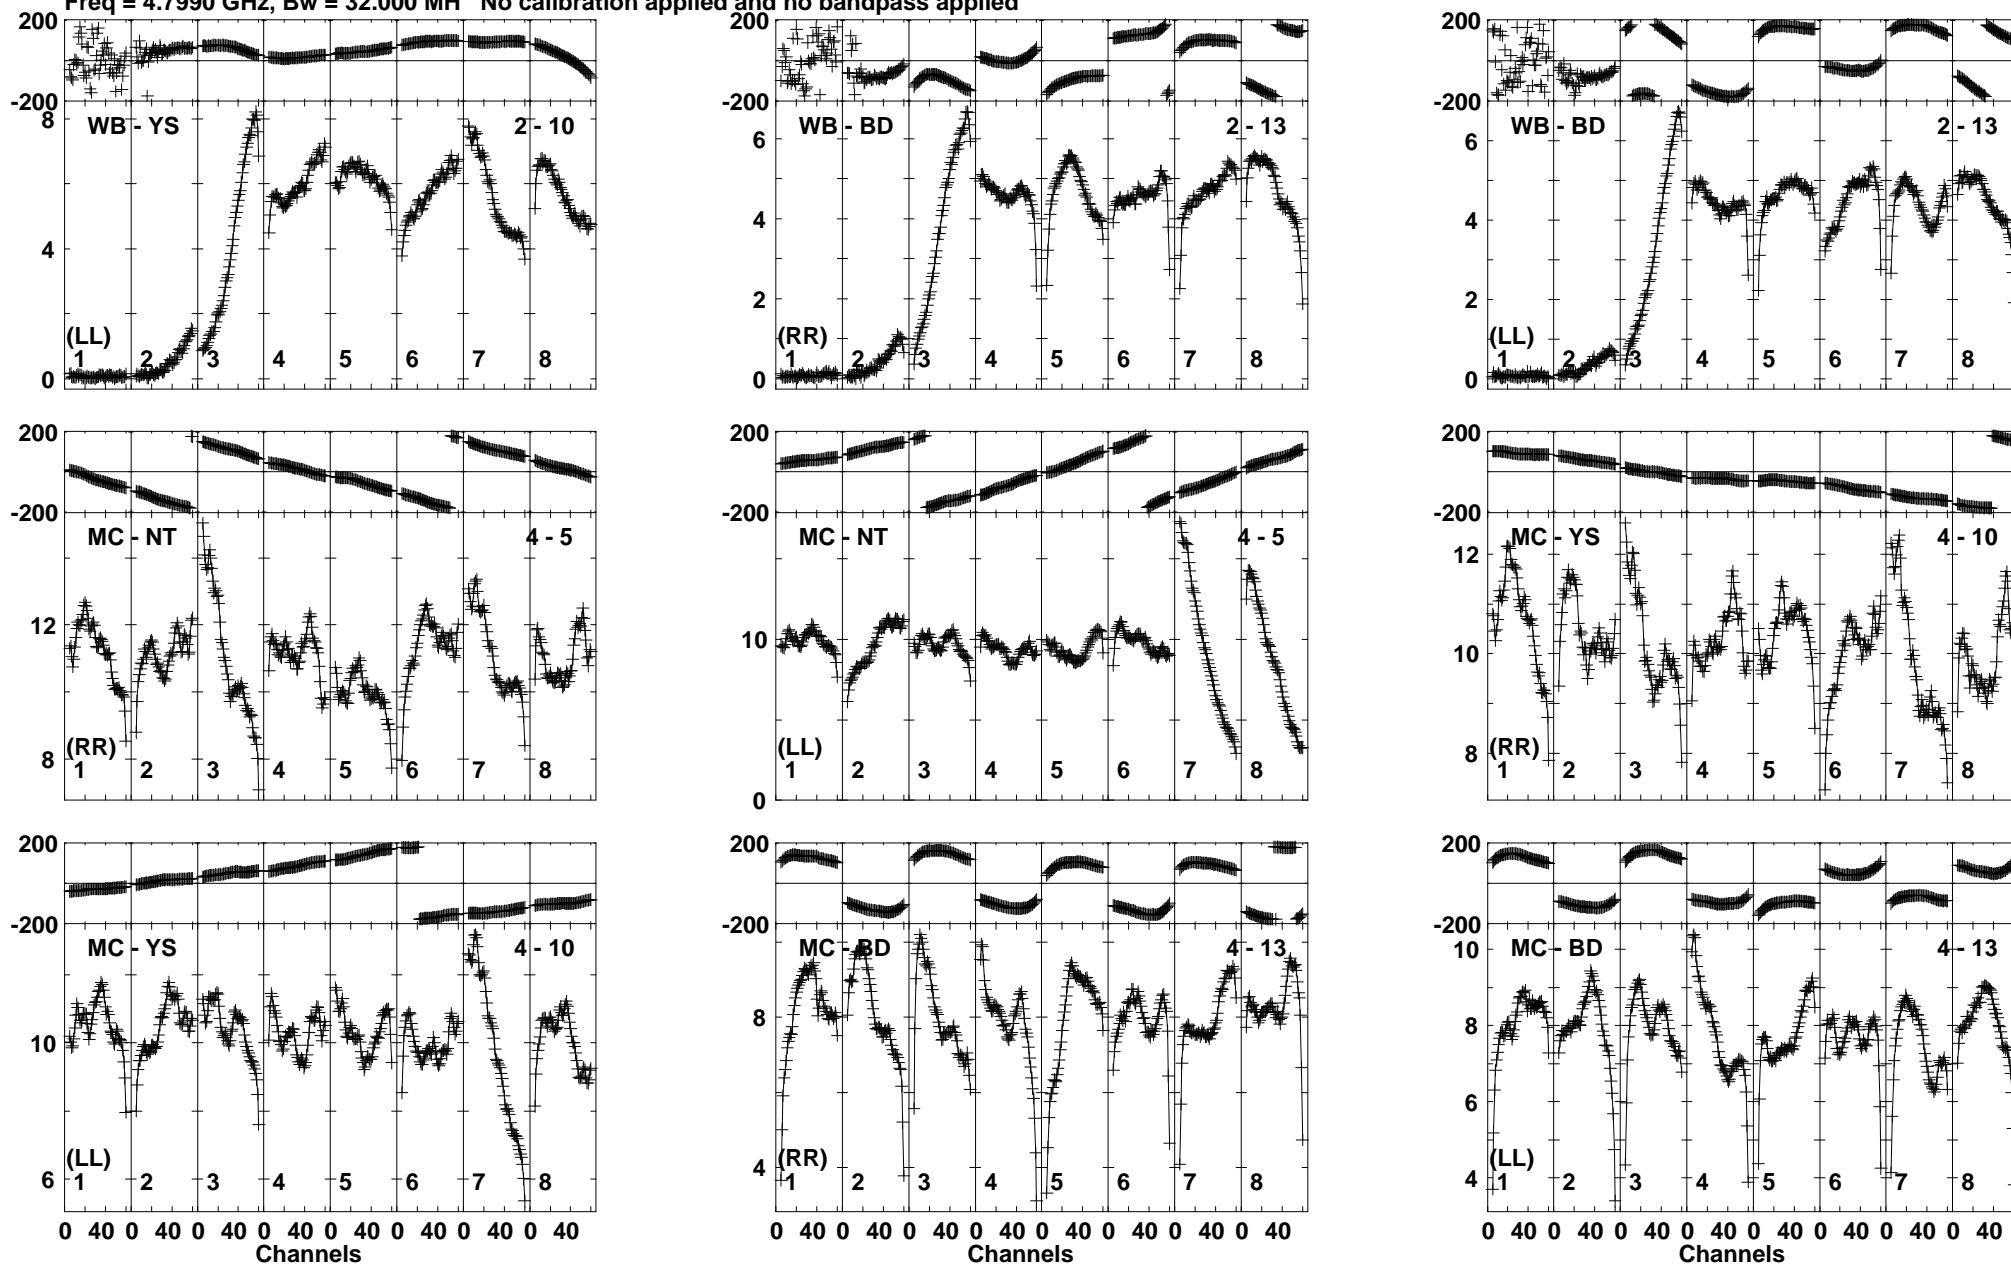 Freq = 4.7990 GHz, Bw = 32.000 MH No calibration applied and no bandpass applied
200 200 200
-200 -200 -200
8 WB - YS 2 - 10 6 WB - BD 2 - 13 6 WB - BD 2 - 13
4 4 4
2 2
(LL) (RR) (LL)
1 2 3 4 5 6 7 8 1 2 3 4 5 6 7 8 1 2 3 4 5 6 7 8
0 0 0
200 200 200
-200 -200 -200
MC - NT 4 - 5 MC - NT 4 - 5 12 MC - YS 4 - 10
12 10 10
8 (RR) (LL) 8 (RR)
1 2 3 4 5 6 7 8 1 2 3 4 5 6 7 8 1 2 3 4 5 6 7 8
0
200 200 200
-200 -200 -200
MC - YS 4 - 10 MC - BD 4 - 13 10 MC - BD 4 - 13
10 8 8
6
6 (LL) 4 (RR) 4 (LL)
1 2 3 4 5 6 7 8 1 2 3 4 5 6 7 8 1 2 3 4 5 6 7 8
0 40 0 40 0 40 0 40 0 40 0 40 0 40 0 40 0 40 0 40 0 40 0 40 0 40 0 40 0 40 0 40 0 40 0 40 0 40 0 40 0 40 0 40 0 40 0 40
Channels Channels Channels